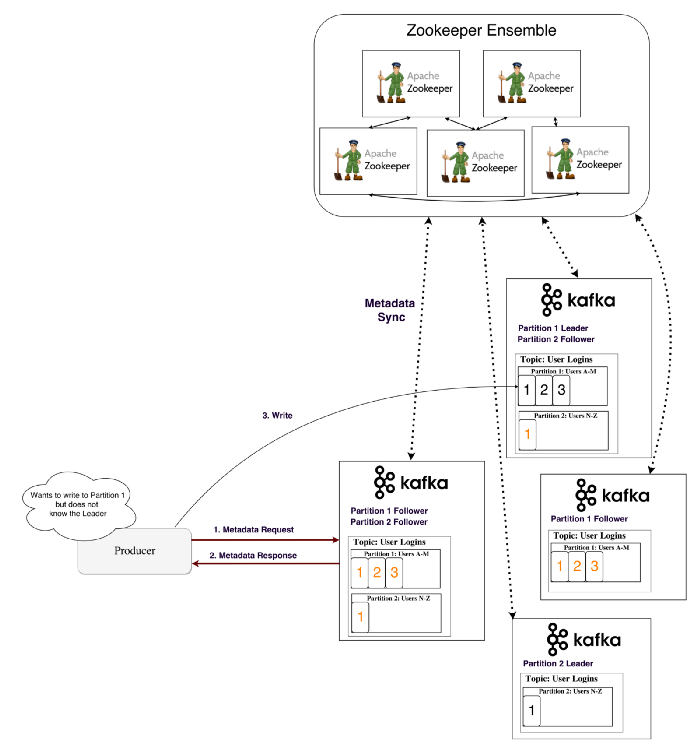 Zookeeper Ensemble
Apache
Zookeeper
Apache
Zookeeper
Apache
Zookeeper
Apache
Zookeeper
Apache
Zookeeper
Metadata
Sync
kafka
Partition 1 Leader
Partition 2 Follower
Topic: User Logins
Partition 1: Users A-M
1 2 3
Partition 2: Users N-Z
1
3. Write
Wants to write to Partition 1
but does not
know the Leader
Producer
1. Metadata Request
2. Metadata Response
kafka
Partition 1 Follower
Partition 2 Follower
Topic: User Logins
Partition 1: Users A-M
1 2 3
Partition 2: Users N-Z
1
kafka
Partition 1 Follower
Topic: User Logins
Partition 1: Users A-M
1 2 3
kafka
Partition 2 Leader
Topic: User Logins
Partition 2: Users N-Z
1